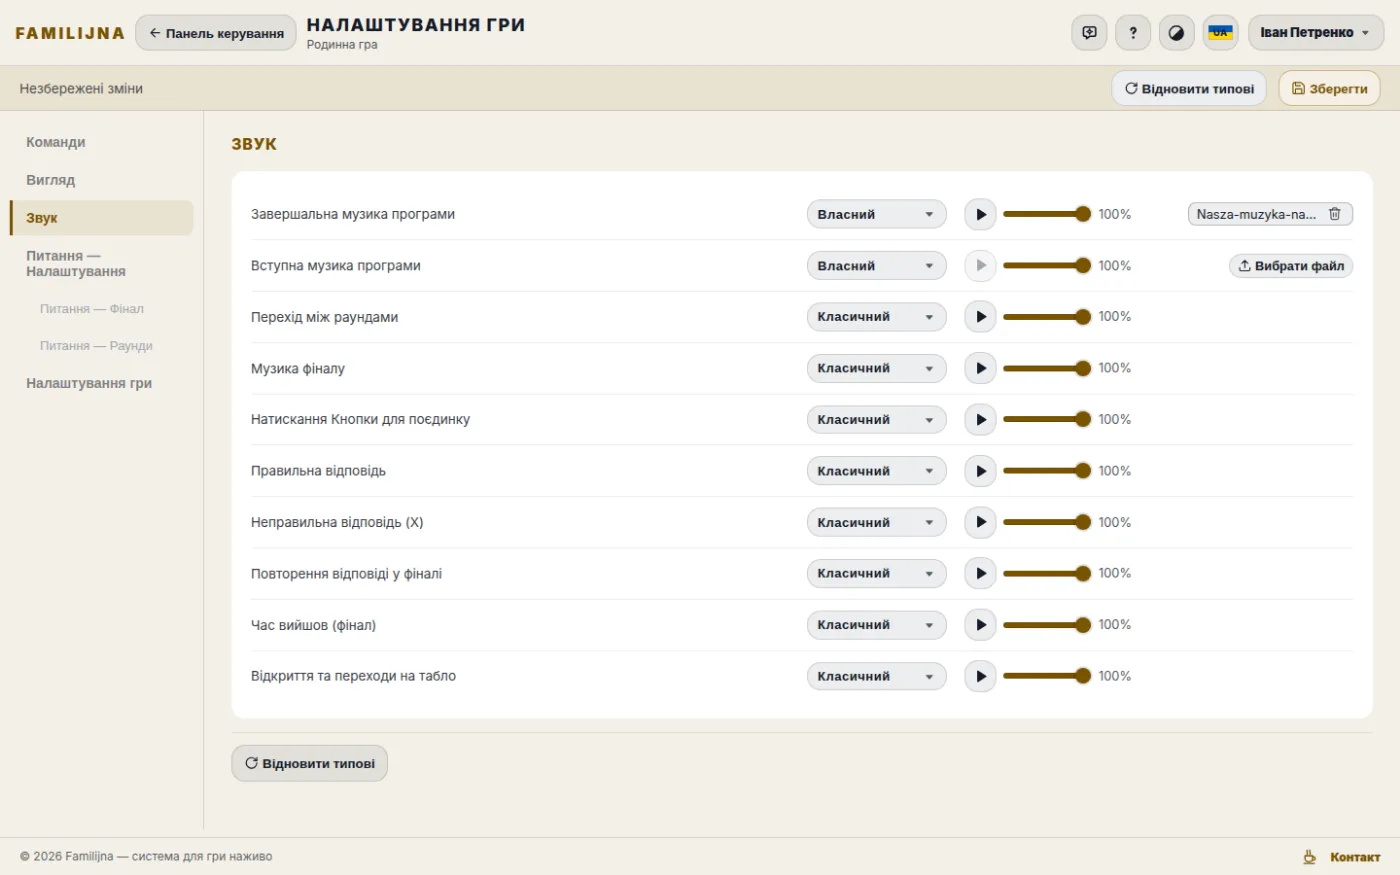 FAMILIJNA
Панель керування
НАЛАШТУВАННЯ ГРИ
Родинна гра
?
UA
Іван Петренко
Незбережені зміни
Відновити типові
Зберегти
Команди
Вигляд
Звук
Питання —
Налаштування
Питання — Фінал
Питання — Раунди
Налаштування гри
ЗВУК
Завершальна музика програми Власний 100% Nasza-muzyka-na...
Вступна музика програми Власний 100% Вибрати файл
Перехід між раундами Класичний 100%
Музика фіналу Класичний 100%
Натискання Кнопки для поєдинку Класичний 100%
Правильна відповідь Класичний 100%
Неправильна відповідь (X) Класичний 100%
Повторення відповіді у фіналі Класичний 100%
Час вийшов (фінал) Класичний 100%
Відкриття та переходи на табло Класичний 100%
Відновити типові
© 2026 Familijna — система для гри наживо
Контакт